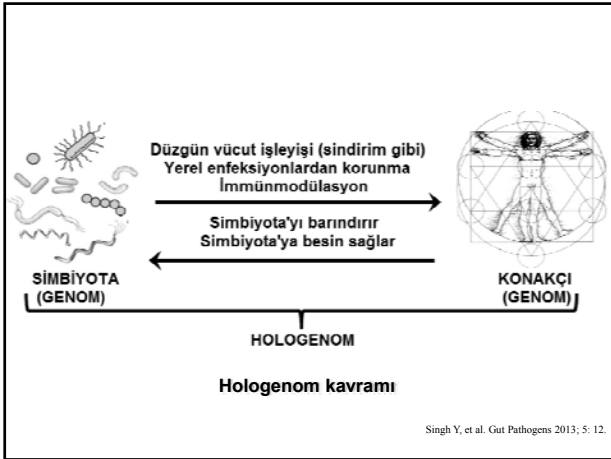 Düzgün vücut işleyişi (sindirim gibi)
Yerel enfeksiyonlardan korunma
İmmünmodülasyon
Simbiyota'yı barındırır
Simbiyota'ya besin sağlar
SİMBİYOTA
(GENOM)
KONAKÇI
(GENOM)
HOLOGENOM
Hologenom kavramı
Singh Y, et al. Gut Pathogens 2013; 5: 12.